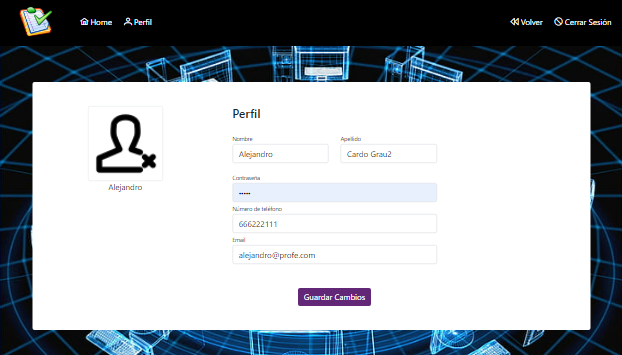 Home Perfil Volver Cerrar Sesión
Perfil
Nombre Apellido
Alejandro Cardo Grau2
Alejandro
Contraseña
•••••
Número de teléfono
666222111
Email
alejandro@profe.com
Guardar Cambios